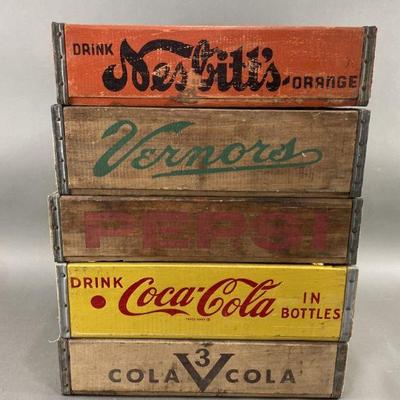 DRINK Nesbitt's ORANGE
Vernors
PEPSI
DRINK Coca-Cola IN
BOTTLES
3
COLA V COLA